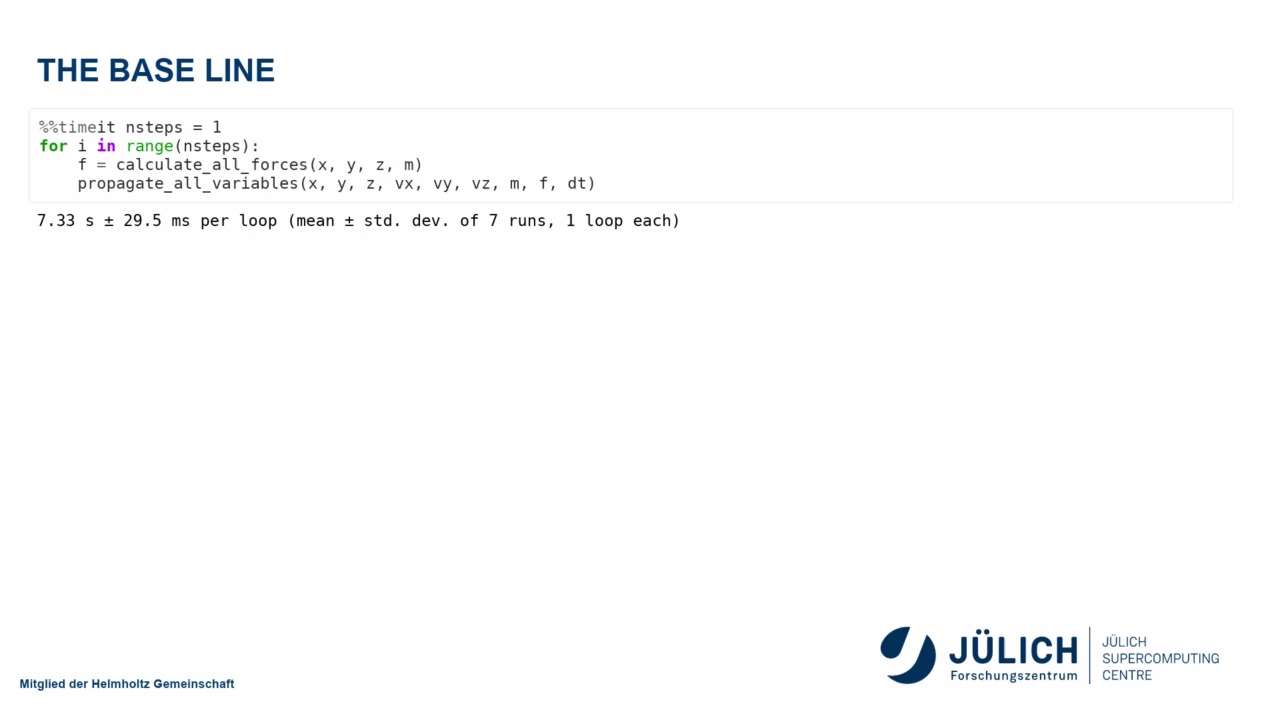 THE BASE LINE
%%timeit nsteps = 1
for i in range(nsteps):
    f = calculate_all_forces(x, y, z, m)
    propagate_all_variables(x, y, z, vx, vy, vz, m, f, dt)
7.33 s ± 29.5 ms per loop (mean ± std. dev. of 7 runs, 1 loop each)
JÜLICH
Forschungszentrum
JÜLICH
SUPERCOMPUTING
CENTRE
Mitglied der Helmholtz Gemeinschaft